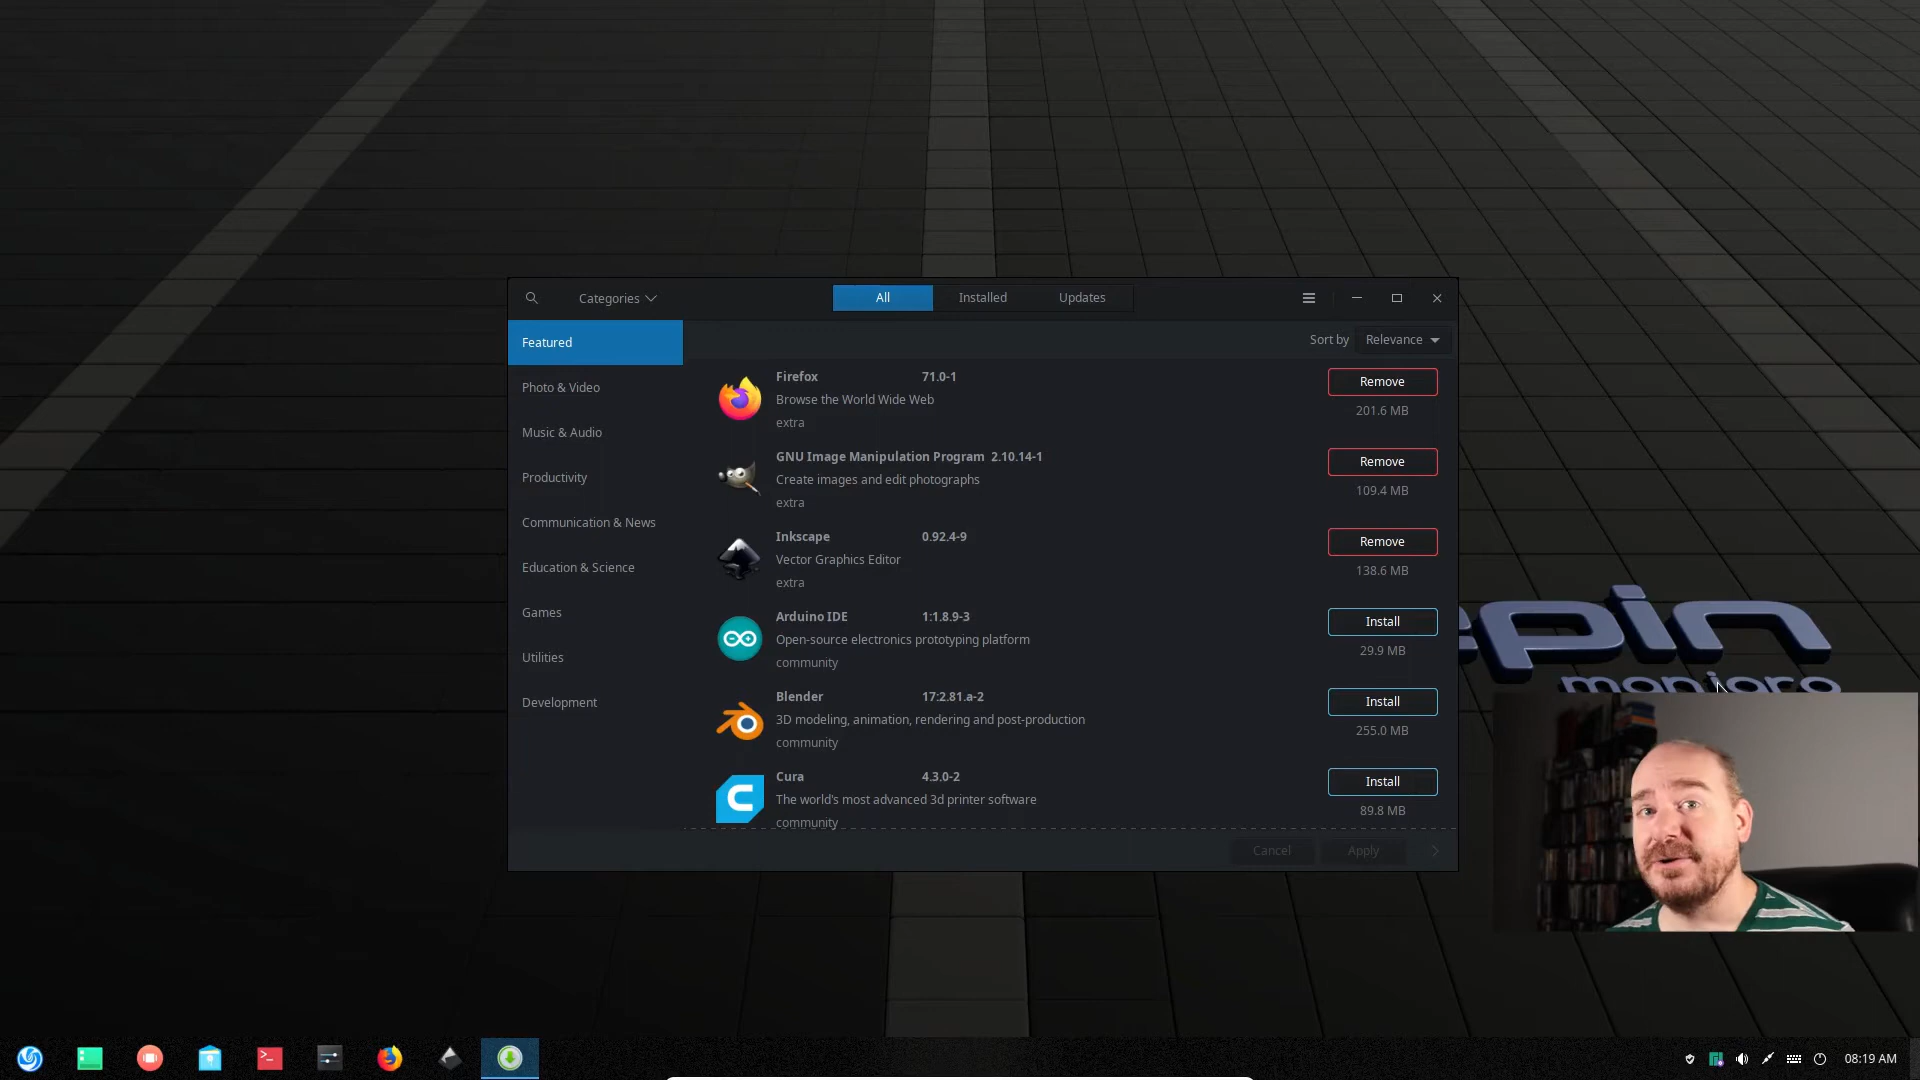 Categories
All
Installed
Updates
Featured
Photo & Video
Music & Audio
Productivity
Communication & News
Education & Science
Games
Utilities
Development
Sort by Relevance
Firefox 71.0-1
Browse the World Wide Web
extra
Remove
201.6 MB
GNU Image Manipulation Program 2.10.14-1
Create images and edit photographs
extra
Remove
109.4 MB
Inkscape 0.92.4-9
Vector Graphics Editor
extra
Remove
138.6 MB
Arduino IDE 1:1.8.9-3
Open-source electronics prototyping platform
community
Install
29.9 MB
Blender 17:2.81.a-2
3D modeling, animation, rendering and post-production
community
Install
255.0 MB
Cura 4.3.0-2
The world's most advanced 3d printer software
community
Install
89.8 MB
Cancel
Apply
epin
manjaro
08:19 AM